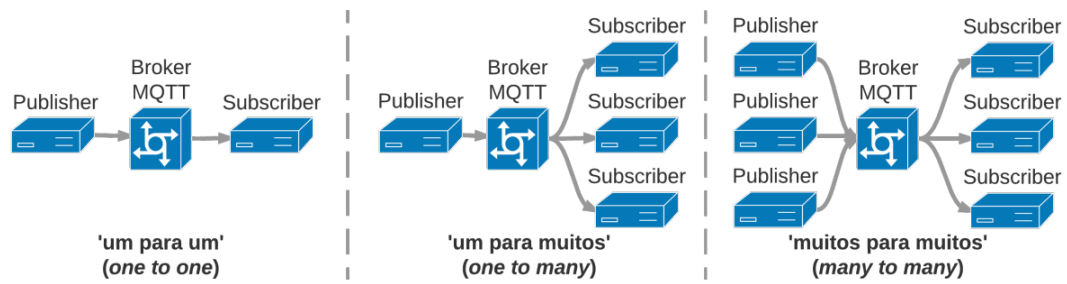 Publisher
Broker
MQTT
Subscriber
'um para um'
(one to one)
Publisher
Broker
MQTT
Subscriber
Subscriber
Subscriber
'um para muitos'
(one to many)
Publisher
Publisher
Publisher
Broker
MQTT
Subscriber
Subscriber
Subscriber
'muitos para muitos'
(many to many)